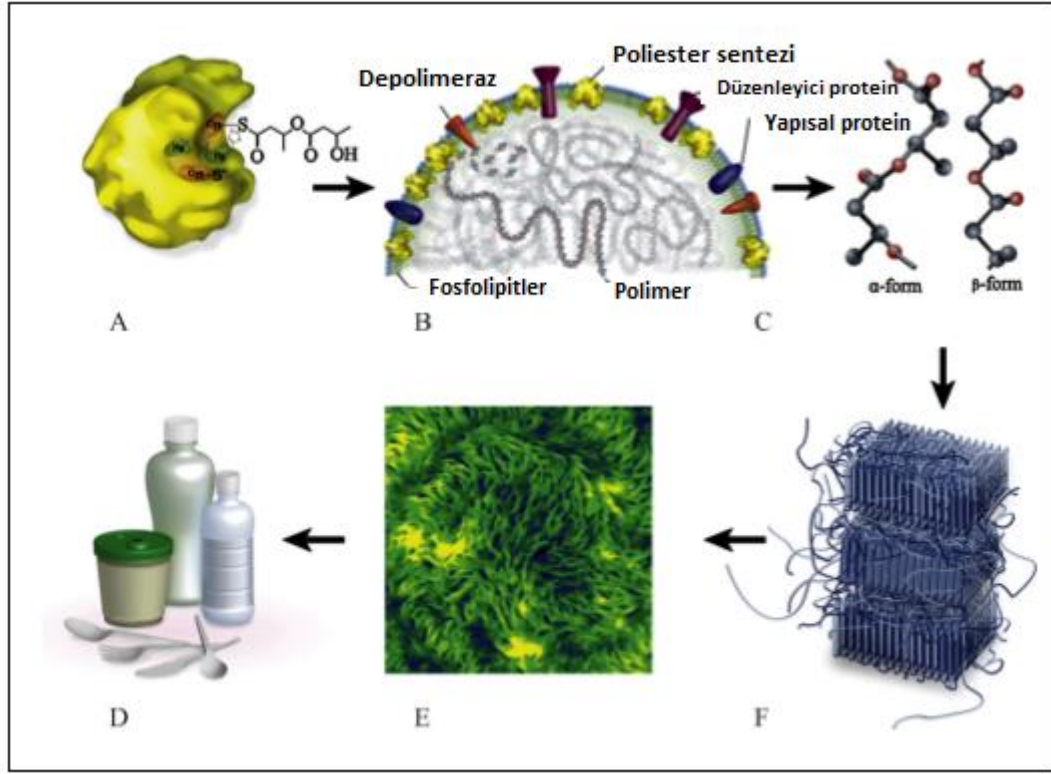 Poliester sentezi
Depolimeraz
Düzenleyici protein
Yapısal protein
S
O
O
O
OH
Fosfolipitler
Polimer
α-form
β-form
A
B
C
D
E
F